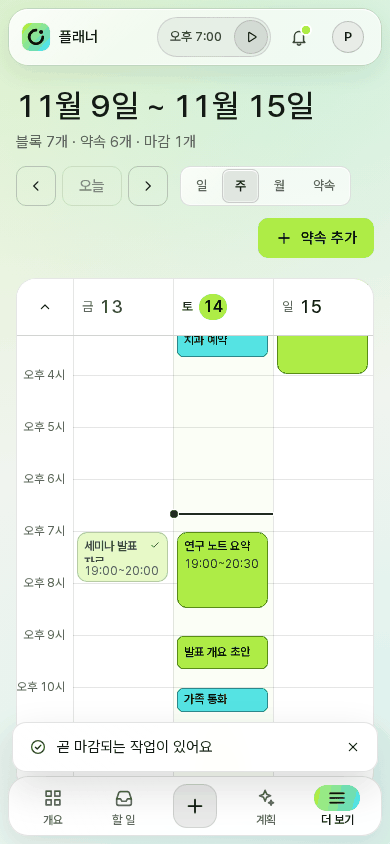 플래너
오후 7:00
P
11월 9일 ~ 11월 15일
블록 7개 · 약속 6개 · 마감 1개
오늘
일
주
월
약속
약속 추가
금 13
토 14
일 15
치과 예약
오후 4시
오후 5시
오후 6시
오후 7시
세미나 발표
자료
19:00~20:00
연구 노트 요약
19:00~20:30
오후 8시
오후 9시
발표 개요 초안
오후 10시
가족 통화
곧 마감되는 작업이 있어요
개요
할 일
계획
더 보기